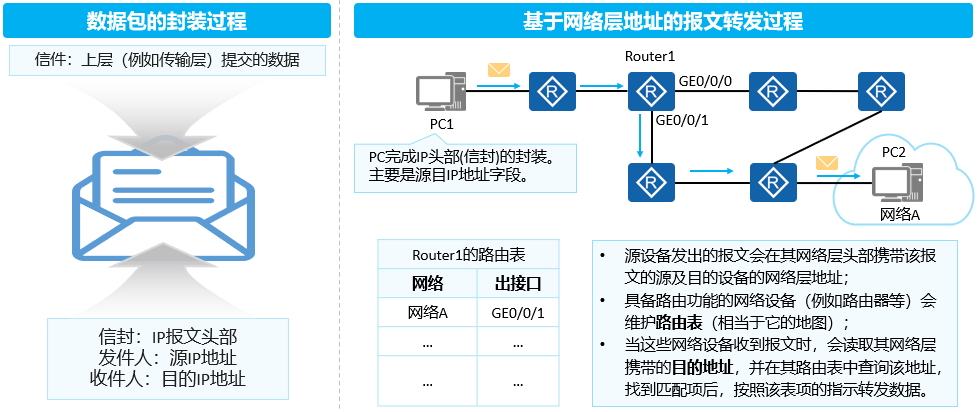 数据包的封装过程
信件：上层（例如传输层）提交的数据
信封：IP报文头部
发件人：源IP地址
收件人：目的IP地址
基于网络层地址的报文转发过程
Router1
R
R
GE0/0/0
R
R
PC1
GE0/0/1
PC完成IP头部(信封)的封装。
主要是源目IP地址字段。
R
R
PC2
网络A
Router1的路由表
网络 出接口
网络A GE0/0/1
... ...
... ...
• 源设备发出的报文会在其网络层头部携带该报
文的源及目的设备的网络层地址；
• 具备路由功能的网络设备（例如路由器等）会
维护路由表（相当于它的地图）；
• 当这些网络设备收到报文时，会读取其网络层
携带的目的地址，并在其路由表中查询该地址，
找到匹配项后，按照该表项的指示转发数据。